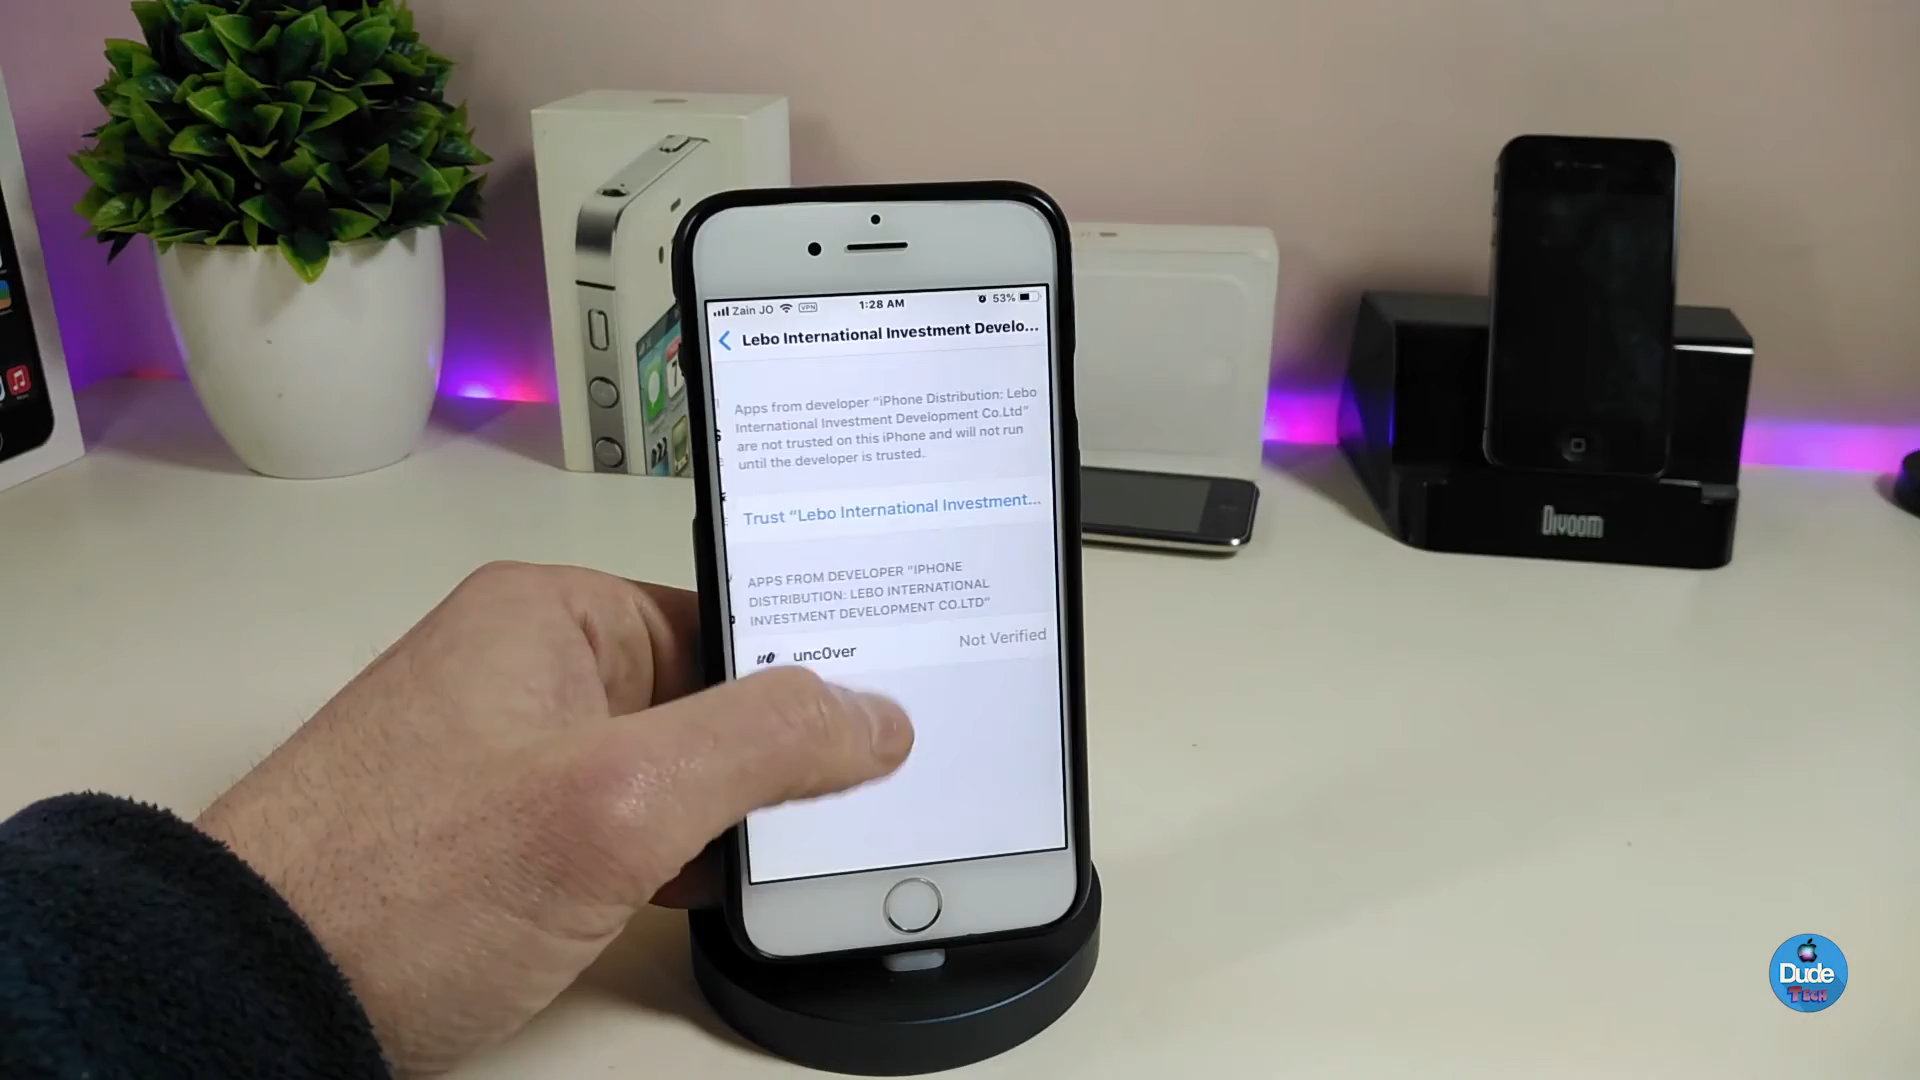 Zain JO VPN 1:28 AM 53%
Lebo International Investment Develo...
Apps from developer “iPhone Distribution: Lebo
International Investment Development Co.Ltd”
are not trusted on this iPhone and will not run
until the developer is trusted.
Trust “Lebo International Investment...
APPS FROM DEVELOPER “IPHONE
DISTRIBUTION: LEBO INTERNATIONAL
INVESTMENT DEVELOPMENT CO.LTD”
u0 unc0ver Not Verified
Divoom
Dude
TECH